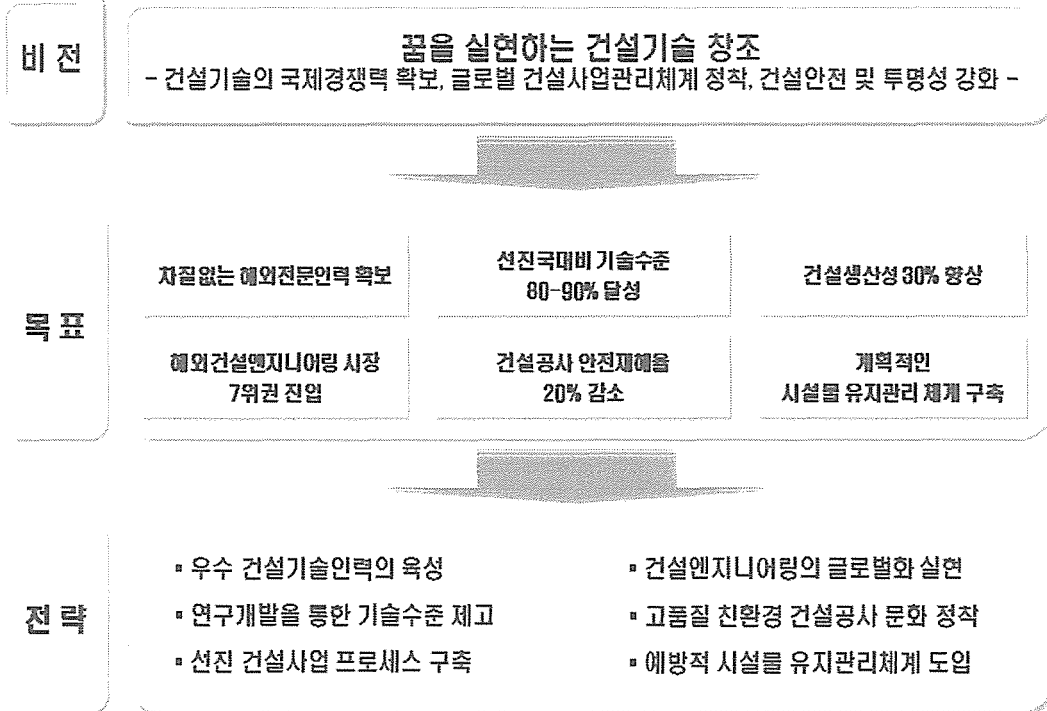 비 전
꿈을 실현하는 건설기술 창조
- 건설기술의 국제경쟁력 확보, 글로벌 건설사업관리체계 정착, 건설안전 및 투명성 강화 -
목 표
차질없는 해외전문인력 확보
선진국대비 기술수준
80-90% 달성
건설생산성 30% 향상
해외건설엔지니어링 시장
7위권 진입
건설공사 안전재해율
20% 감소
계획적인
시설물 유지관리 체계 구축
전 략
▪ 우수 건설기술인력의 육성
▪ 연구개발을 통한 기술수준 제고
▪ 선진 건설사업 프로세스 구축
▪ 건설엔지니어링의 글로벌화 실현
▪ 고품질 친환경 건설공사 문화 정착
▪ 예방적 시설물 유지관리체계 도입